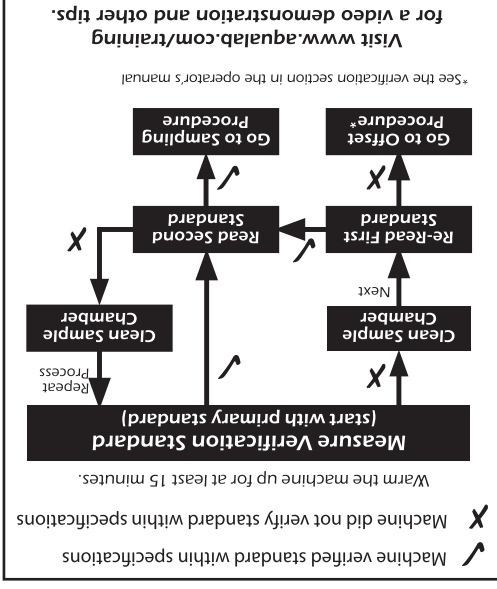 ✓ Machine verified standard within specifications
✗ Machine did not verify standard within specifications
Warm the machine up for at least 15 minutes.
Measure Verification Standard
(start with primary standard)
✗
✓
Repeat
Process
Clean Sample
Chamber
Clean Sample
Chamber
Next
✗
Re-Read First
Standard
✓
Read Second
Standard
✗
✓
Go to Offset
Procedure*
Go to Sampling
Procedure
*See the verification section in the operator's manual
Visit www.aqualab.com/training
for a video demonstration and other tips.